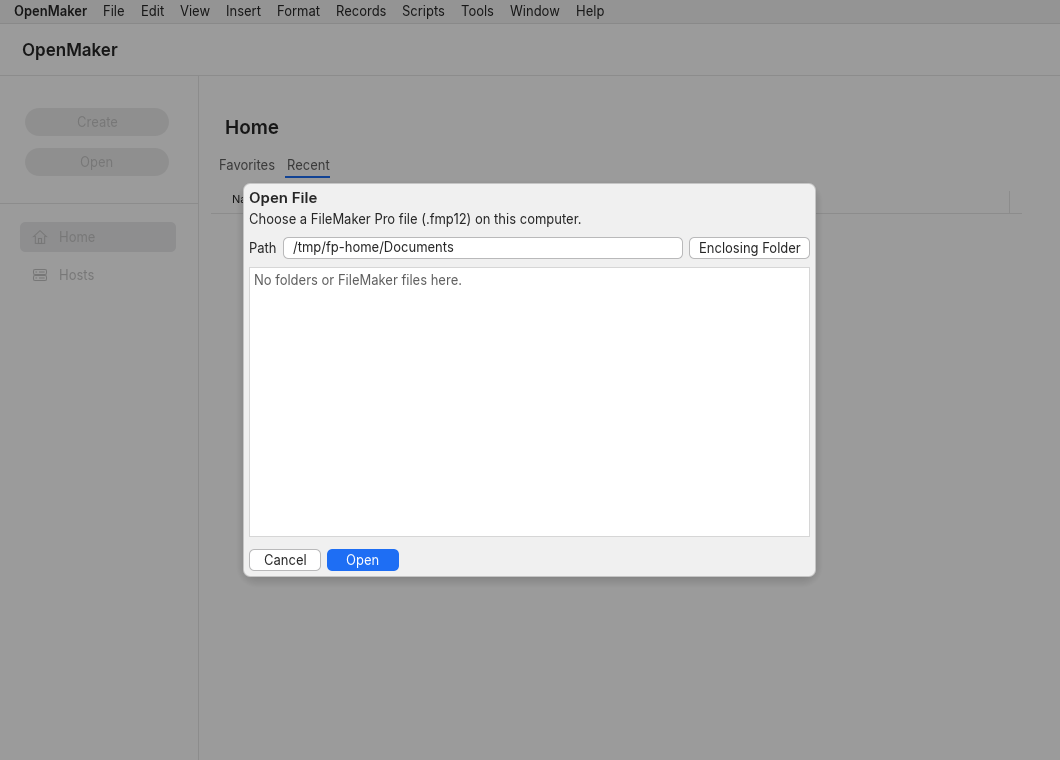 OpenMaker File Edit View Insert Format Records Scripts Tools Window Help
OpenMaker
Create
Open
Home
Hosts
Home
Favorites Recent
Open File
Choose a FileMaker Pro file (.fmp12) on this computer.
Path /tmp/fp-home/Documents Enclosing Folder
No folders or FileMaker files here.
Cancel Open